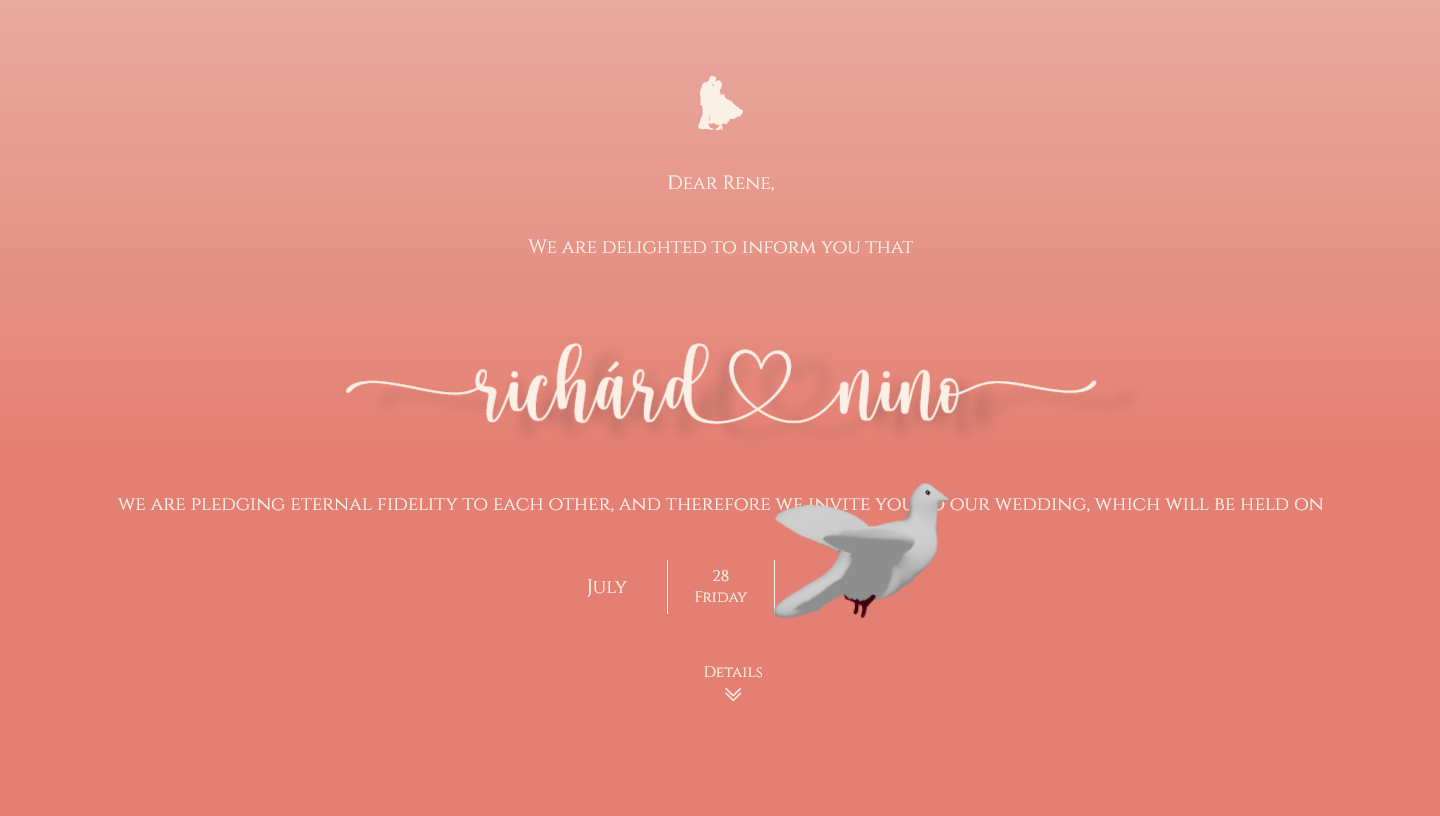 Dear Rene,
We are delighted to inform you that
richárd nino
we are pledging eternal fidelity to each other, and therefore we invite you our wedding, which will be held on
July
28
Friday
Details